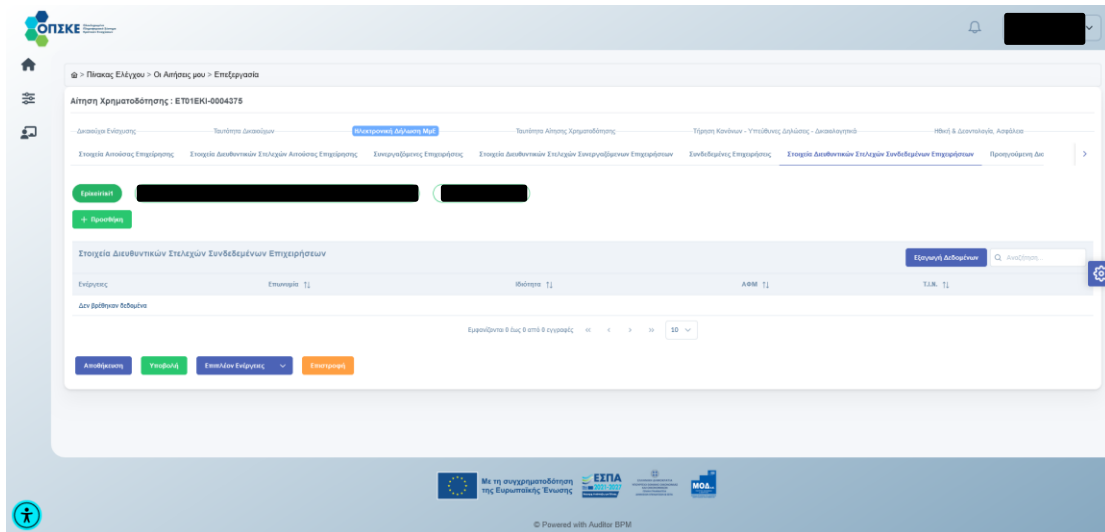 ΟΠΣΚΕ
> Πίνακας Ελέγχου > Οι Αιτήσεις μου > Επεξεργασία
Αίτηση Χρηματοδότησης : ET01EKI-0004375
Δικαιούχοι Ενίσχυσης Ταυτότητα Δικαιούχων Ηλεκτρονική Δήλωση ΜμΕ Ταυτότητα Αίτησης Χρηματοδότησης Τήρηση Κανόνων - Υπεύθυνες Δηλώσεις - Δικαιολογητικά Ηθική & Δεοντολογία, Ασφάλεια
Στοιχεία Αιτούσας Επιχείρησης Στοιχεία Διευθυντικών Στελεχών Αιτούσας Επιχείρησης Συνεργαζόμενες Επιχειρήσεις Στοιχεία Διευθυντικών Στελεχών Συνεργαζόμενων Επιχειρήσεων Συνδεδεμένες Επιχειρήσεις Στοιχεία Διευθυντικών Στελεχών Συνδεδεμένων Επιχειρήσεων Προηγούμενη Διε
+ Προσθήκη
Στοιχεία Διευθυντικών Στελεχών Συνδεδεμένων Επιχειρήσεων Εξαγωγή Δεδομένων Αναζήτηση...
Ενέργειες Επωνυμία Ιδιότητα ΑΦΜ Τ.Ι.Κ.
Δεν βρέθηκαν δεδομένα
Εμφανίζονται 0 έως 0 από 0 εγγραφές « ‹ › » 10
Αποθήκευση Υποβολή Επιπλέον Ενέργειες Επιστροφή
Με τη συγχρηματοδότηση
της Ευρωπαϊκής Ένωσης
ΕΣΠΑ
2021-2027
ΜΟΔ
© Powered with Auditor BPM